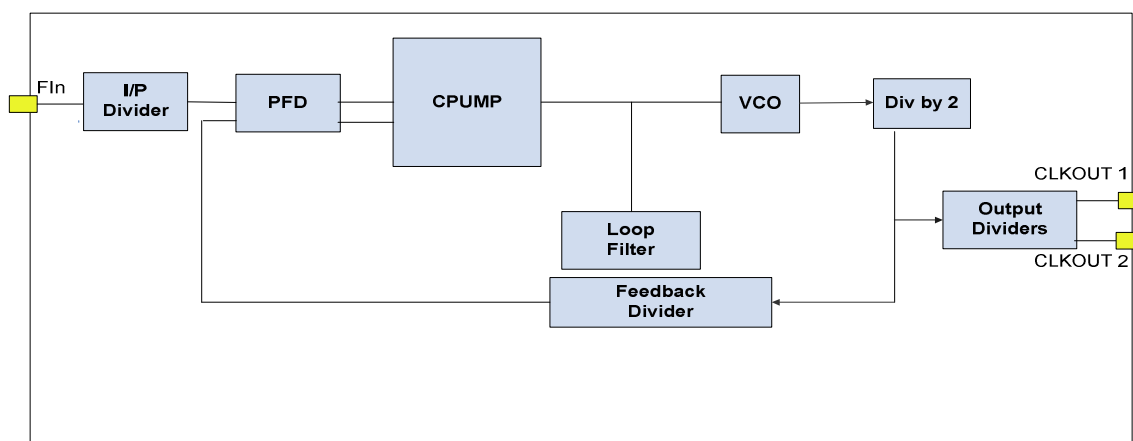 FIn
I/P
Divider
PFD
CPUMP
VCO
Div by 2
CLKOUT 1
Output
Dividers
CLKOUT 2
Loop
Filter
Feedback
Divider